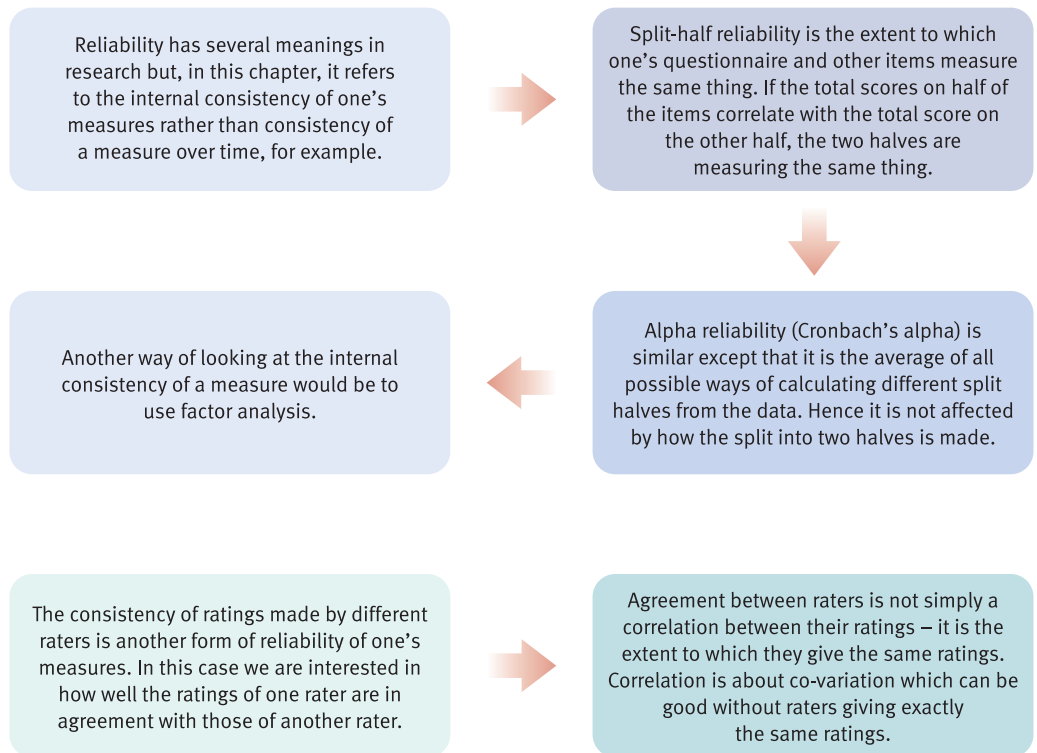 Reliability has several meanings in
research but, in this chapter, it refers
to the internal consistency of one’s
measures rather than consistency of
a measure over time, for example.
Split-half reliability is the extent to which
one’s questionnaire and other items measure
the same thing. If the total scores on half of
the items correlate with the total score on
the other half, the two halves are
measuring the same thing.
Alpha reliability (Cronbach’s alpha) is
similar except that it is the average of all
possible ways of calculating different split
halves from the data. Hence it is not affected
by how the split into two halves is made.
Another way of looking at the internal
consistency of a measure would be to
use factor analysis.
The consistency of ratings made by different
raters is another form of reliability of one’s
measures. In this case we are interested in
how well the ratings of one rater are in
agreement with those of another rater.
Agreement between raters is not simply a
correlation between their ratings – it is the
extent to which they give the same ratings.
Correlation is about co-variation which can be
good without raters giving exactly
the same ratings.